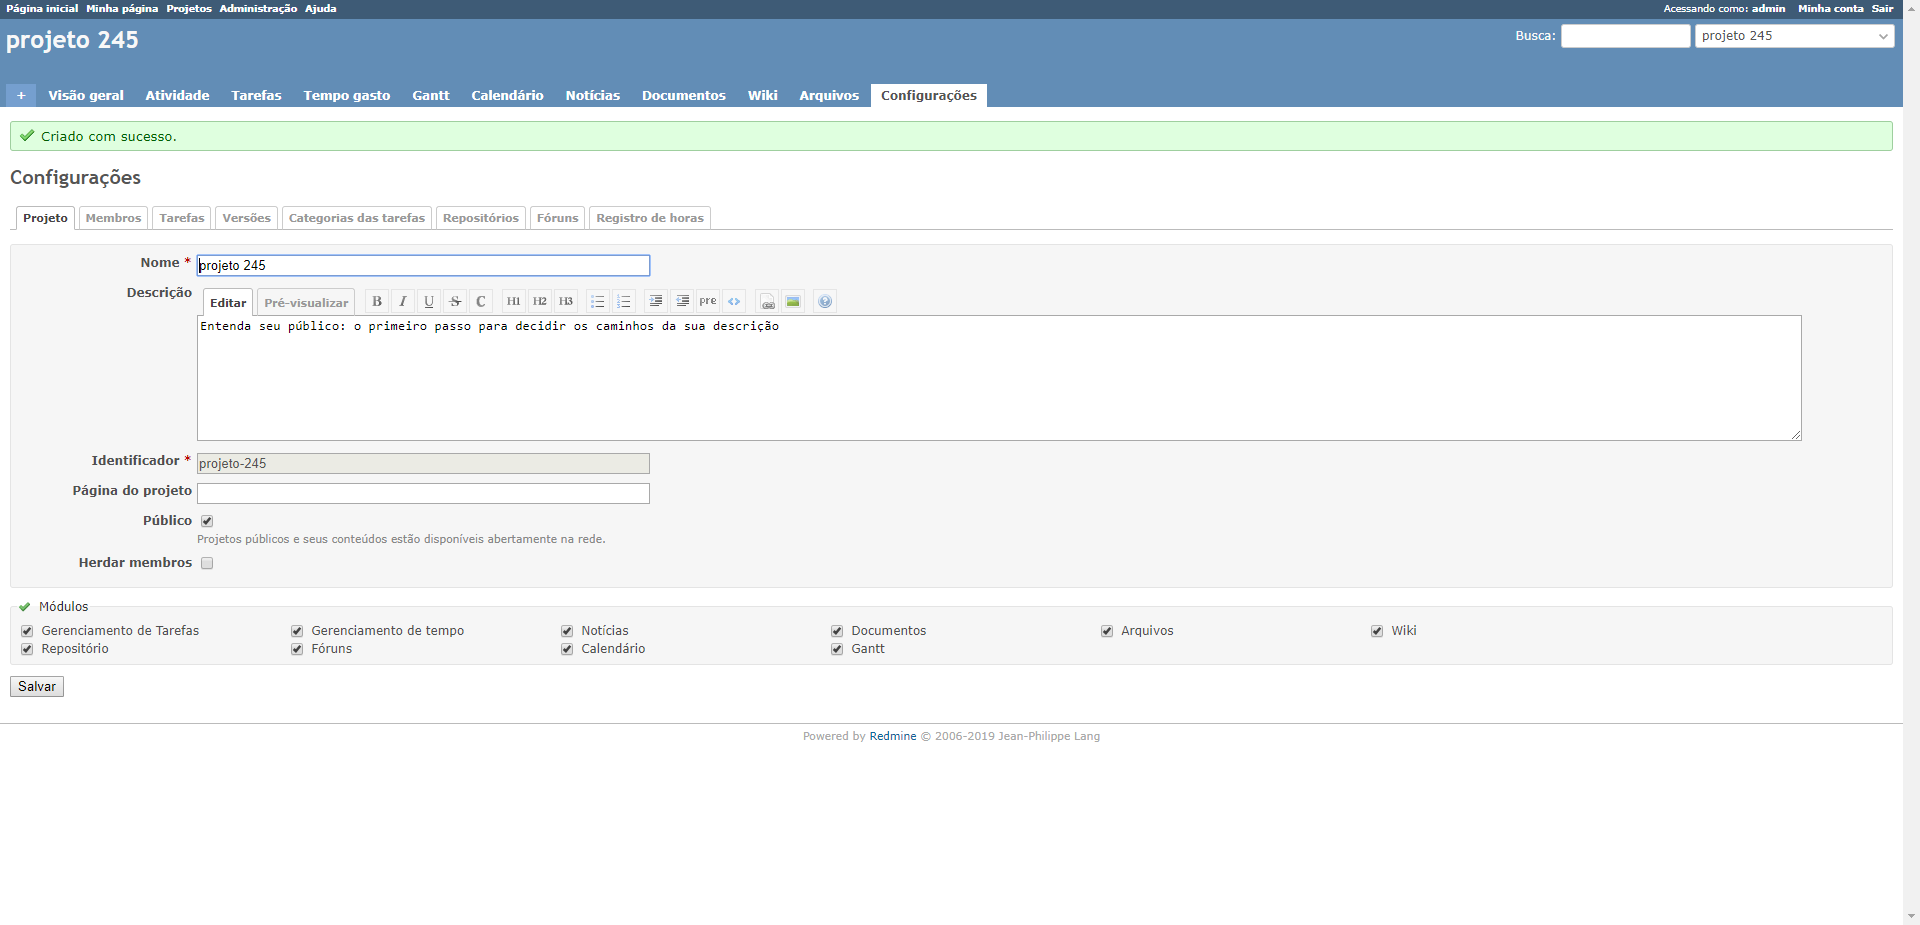 Página inicial Minha página Projetos Administração Ajuda Acessando como: admin Minha conta Sair
projeto 245 Busca: projeto 245
+ Visão geral Atividade Tarefas Tempo gasto Gantt Calendário Notícias Documentos Wiki Arquivos Configurações
Criado com sucesso.
Configurações
Projeto Membros Tarefas Versões Categorias das tarefas Repositórios Fóruns Registro de horas
Nome * projeto 245
Descrição Editar Pré-visualizar B I U S C H1 H2 H3 pre <> ?
Entenda seu público: o primeiro passo para decidir os caminhos da sua descrição
Identificador * projeto-245
Página do projeto
Público
Projetos públicos e seus conteúdos estão disponíveis abertamente na rede.
Herdar membros
Módulos
Gerenciamento de Tarefas Gerenciamento de tempo Notícias Documentos Arquivos Wiki
Repositório Fóruns Calendário Gantt
Salvar
Powered by Redmine © 2006-2019 Jean-Philippe Lang